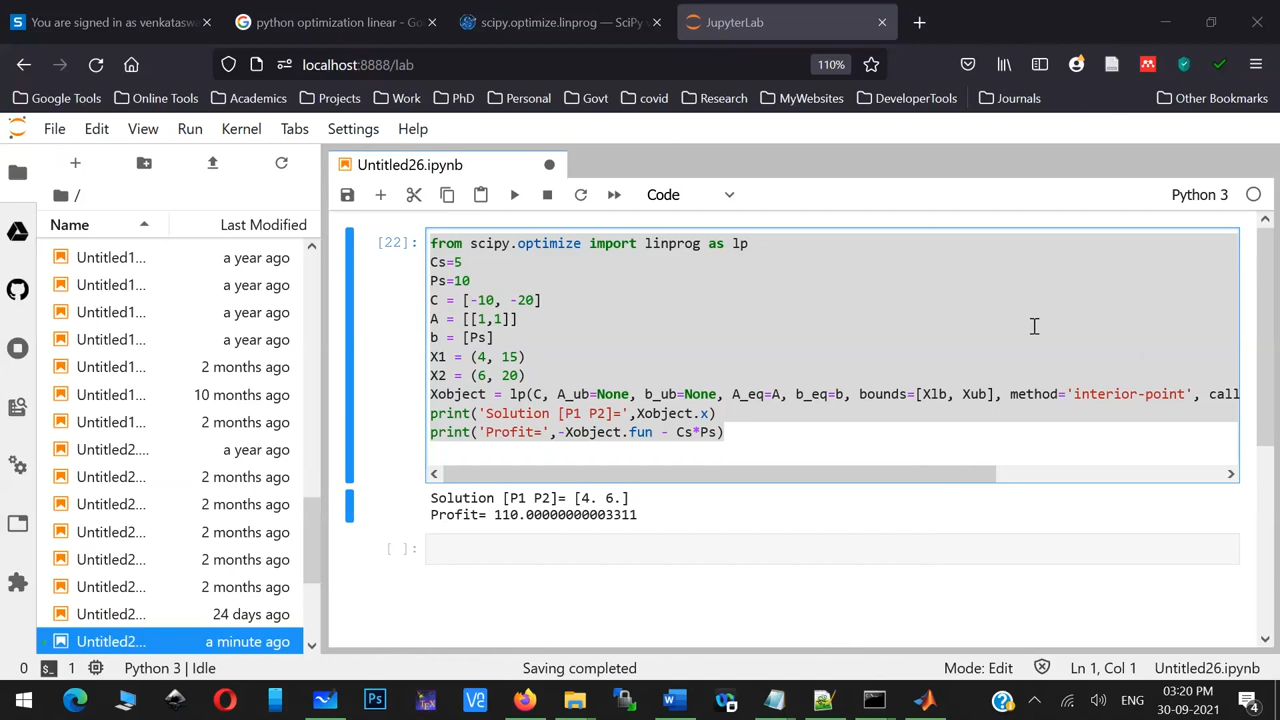 You are signed in as venkatasw
python optimization linear - Go
scipy.optimize.linprog — SciPy v
JupyterLab
localhost:8888/lab
110%
Google Tools
Online Tools
Academics
Projects
Work
PhD
Personal
Govt
covid
Research
MyWebsites
DeveloperTools
Journals
Other Bookmarks
File Edit View Run Kernel Tabs Settings Help
Untitled26.ipynb
/
Code
Python 3
Name
Last Modified
Untitled1... a year ago
Untitled1... a year ago
Untitled1... a year ago
Untitled1... a year ago
Untitled1... 2 months ago
Untitled1... 10 months ago
Untitled2... 2 months ago
Untitled2... a year ago
Untitled2... 2 months ago
Untitled2... 2 months ago
Untitled2... 2 months ago
Untitled2... 2 months ago
Untitled2... 2 months ago
Untitled2... 24 days ago
Untitled2... a minute ago
[22]:
from scipy.optimize import linprog as lp
Cs=5
Ps=10
C = [-10, -20]
A = [[1,1]]
b = [Ps]
X1 = (4, 15)
X2 = (6, 20)
Xobject = lp(C, A_ub=None, b_ub=None, A_eq=A, b_eq=b, bounds=[Xlb, Xub], method='interior-point', call
print('Solution [P1 P2]=',Xobject.x)
print('Profit=',-Xobject.fun - Cs*Ps)
Solution [P1 P2]= [4. 6.]
Profit= 110.00000000003311
[ ]:
0
1
Python 3 | Idle
Saving completed
Mode: Edit
Ln 1, Col 1
Untitled26.ipynb
ENG
03:20 PM
30-09-2021
4